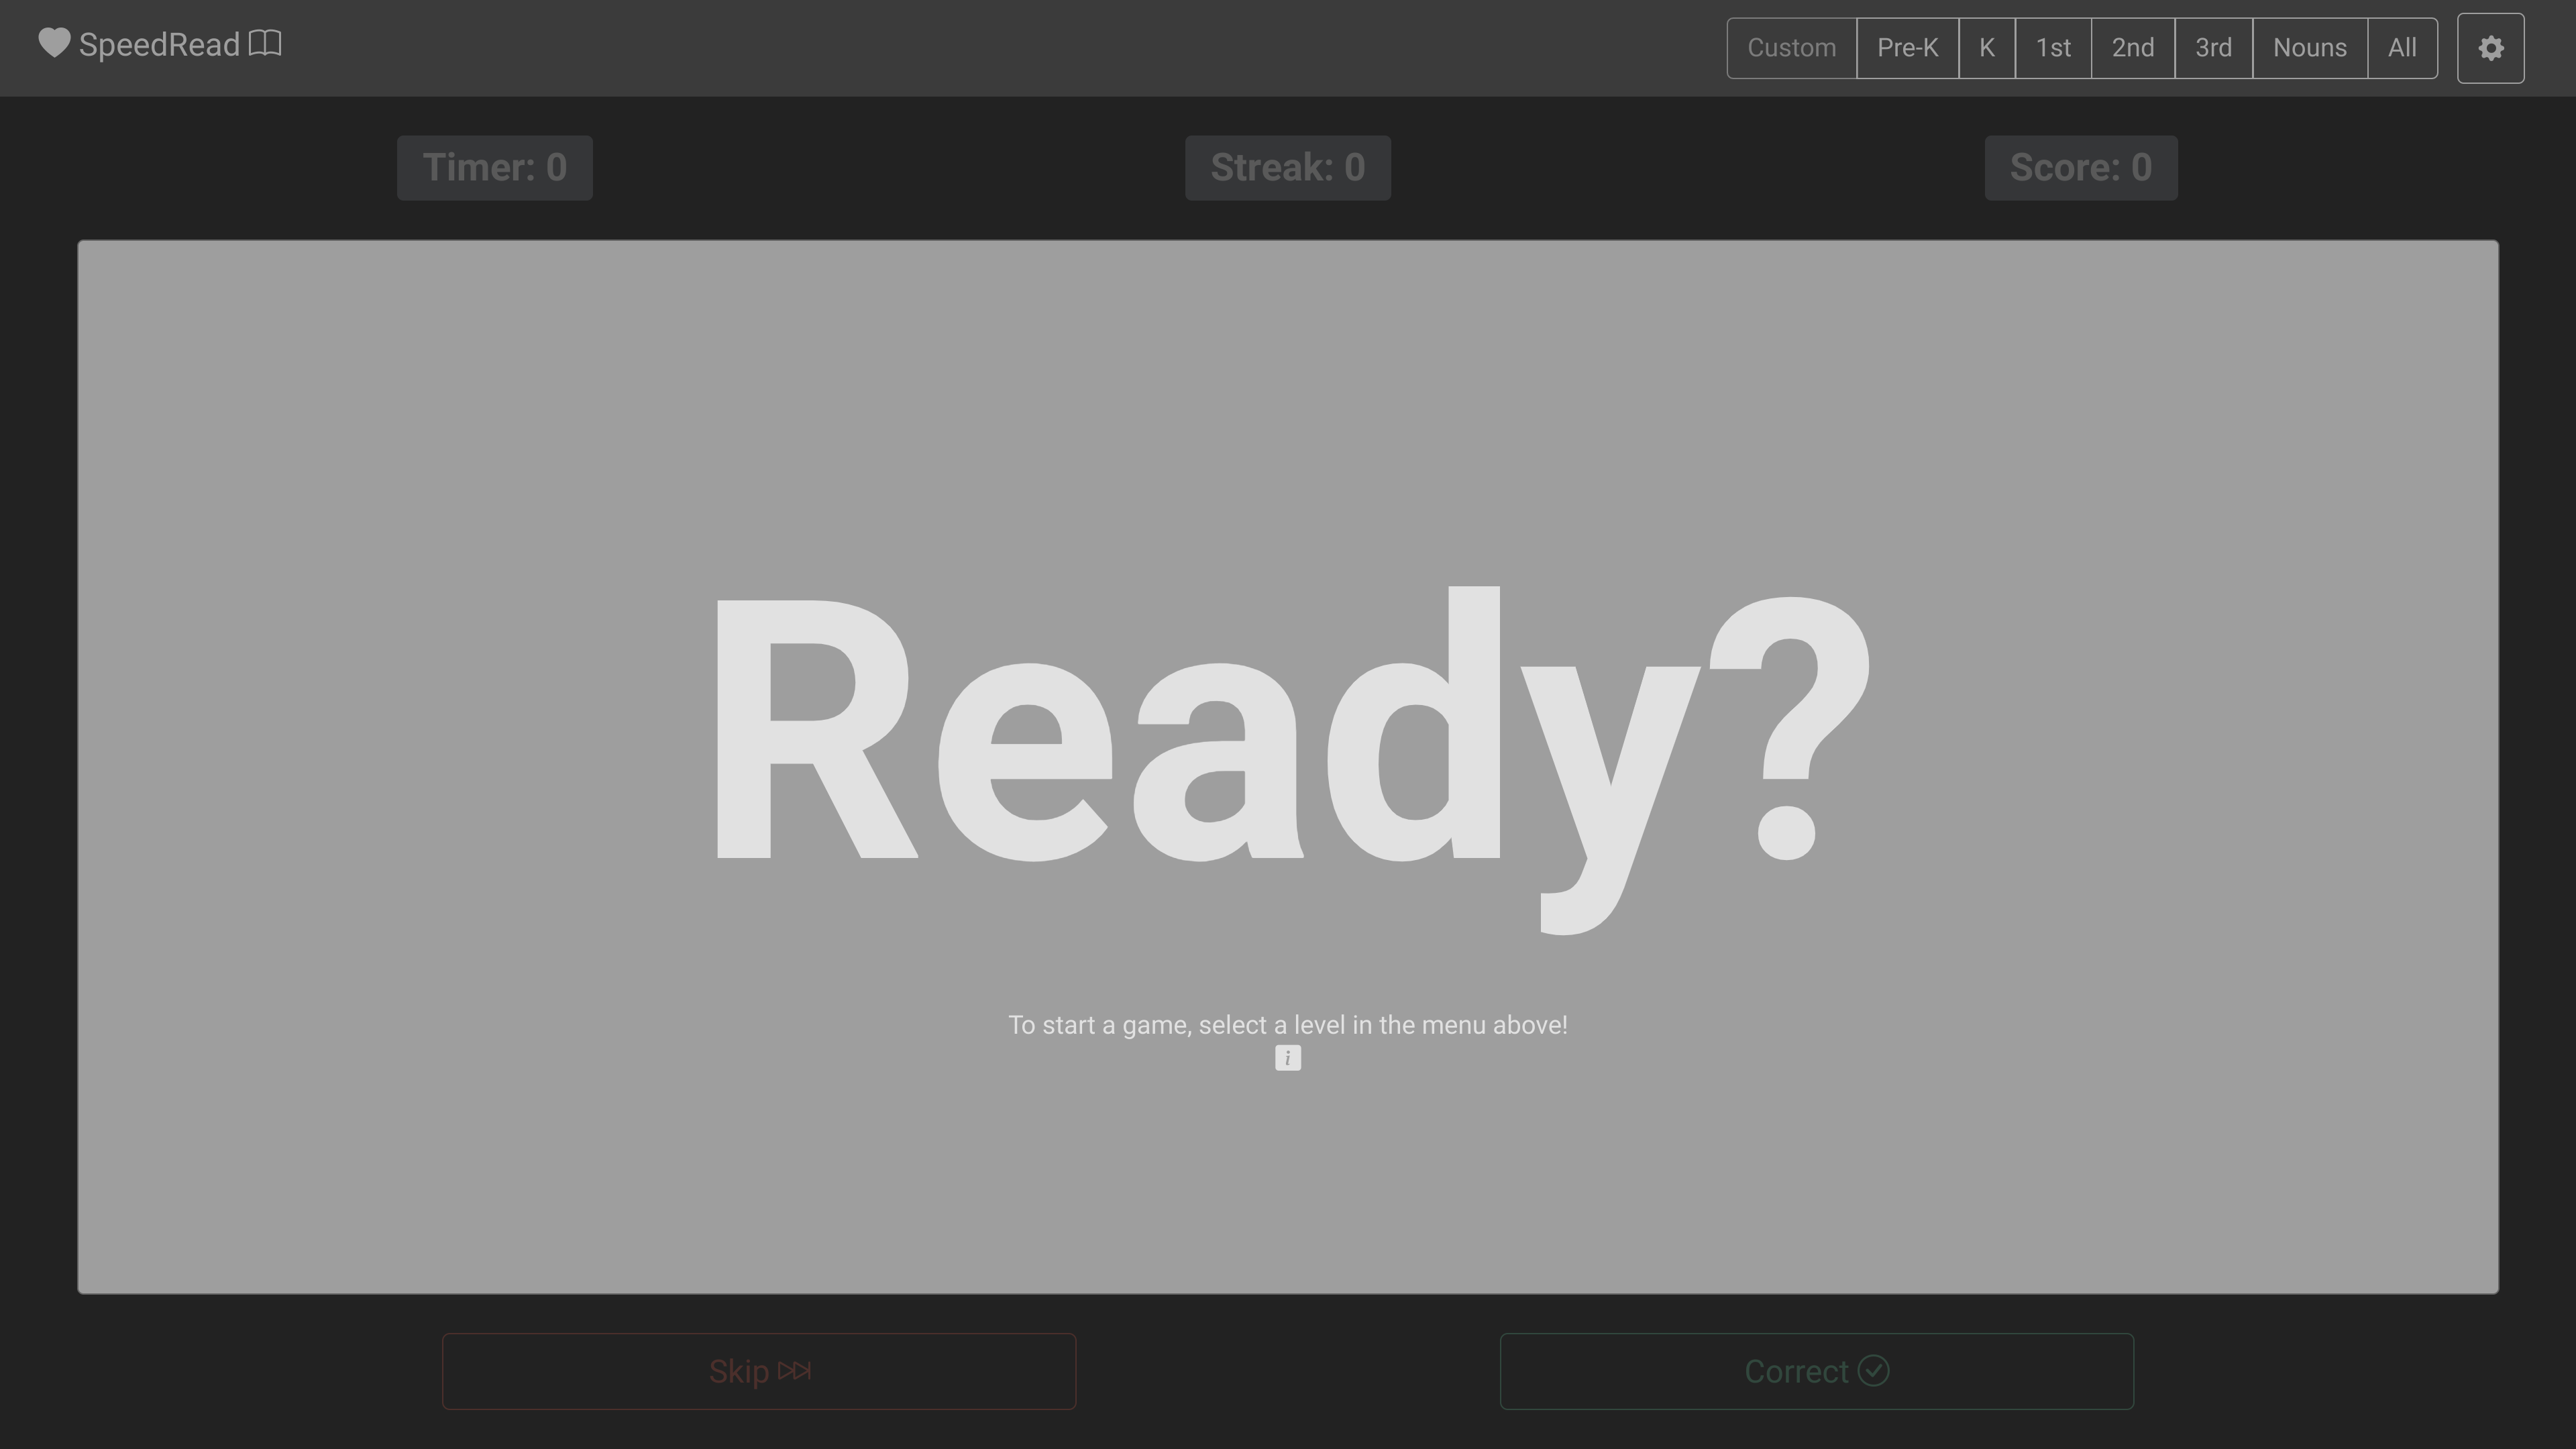 SpeedRead
Custom Pre-K K 1st 2nd 3rd Nouns All
Timer: 0 Streak: 0 Score: 0
Ready?
To start a game, select a level in the menu above!
i
Skip Correct